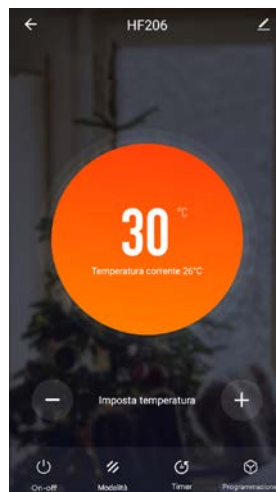 HF206
30 °C
Temperatura corrente 26°C
Imposta temperatura
On-off Modalità Timer Programmazione